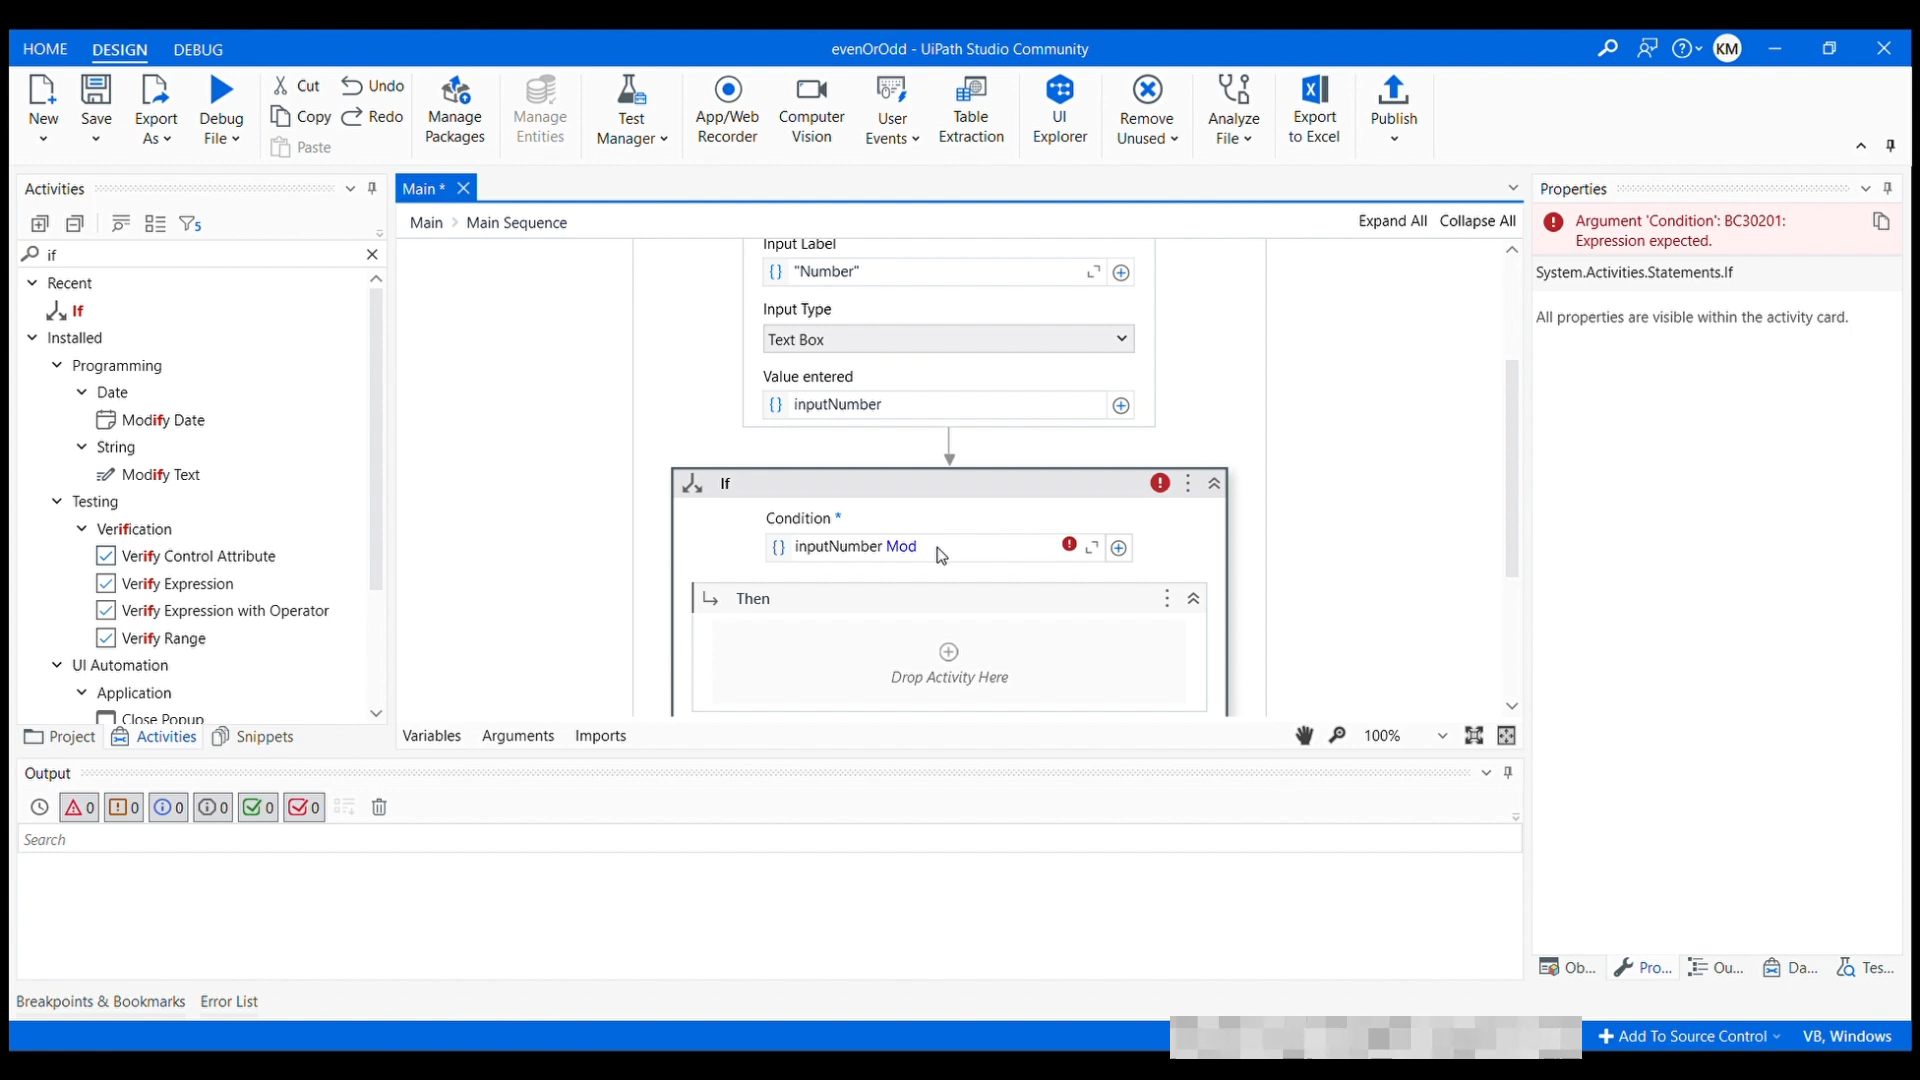 HOME DESIGN DEBUG
evenOrOdd - UiPath Studio Community
KM
New
Save
Export As
Debug File
Cut
Copy
Paste
Undo
Redo
Manage Packages
Manage Entities
Test Manager
App/Web Recorder
Computer Vision
User Events
Table Extraction
UI Explorer
Remove Unused
Analyze File
Export to Excel
Publish
Activities
5
if
Recent
If
Installed
Programming
Date
Modify Date
String
Modify Text
Testing
Verification
Verify Control Attribute
Verify Expression
Verify Expression with Operator
Verify Range
UI Automation
Application
Close Popup
Project Activities Snippets
Main *
Main > Main Sequence
Expand All Collapse All
Input Label
{} "Number"
Input Type
Text Box
Value entered
{} inputNumber
If
Condition *
{} inputNumber Mod
Then
Drop Activity Here
Variables Arguments Imports
100%
Properties
Argument 'Condition': BC30201:
Expression expected.
System.Activities.Statements.If
All properties are visible within the activity card.
Output
0 0 0 0 0 0
Search
Ob... Pro... Ou... Da... Tes...
Breakpoints & Bookmarks Error List
Add To Source Control VB, Windows